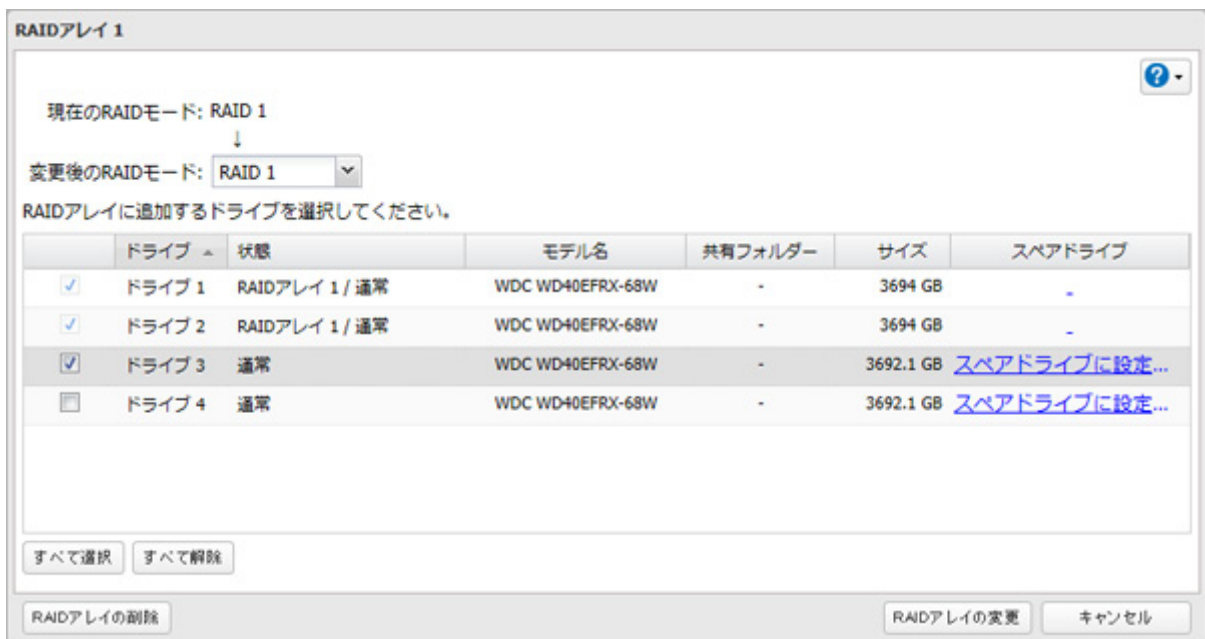 RAIDアレイ 1
現在のRAIDモード: RAID 1
↓
変更後のRAIDモード: RAID 1
RAIDアレイに追加するドライブを選択してください。
ドライブ 状態 モデル名 共有フォルダー サイズ スペアドライブ
ドライブ 1 RAIDアレイ 1 / 通常 WDC WD40EFRX-68W - 3694 GB -
ドライブ 2 RAIDアレイ 1 / 通常 WDC WD40EFRX-68W - 3694 GB -
ドライブ 3 通常 WDC WD40EFRX-68W - 3692.1 GB スペアドライブに設定...
ドライブ 4 通常 WDC WD40EFRX-68W - 3692.1 GB スペアドライブに設定...
すべて選択 すべて解除
RAIDアレイの削除 RAIDアレイの変更 キャンセル